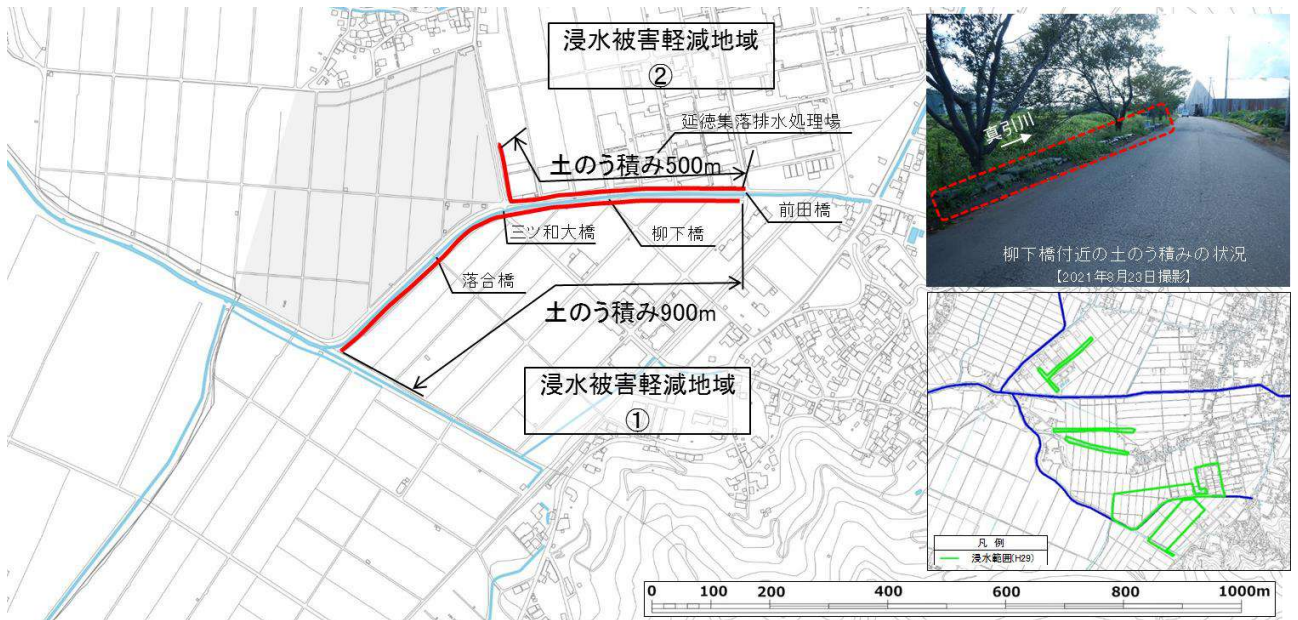 浸水被害軽減地域
②
延徳集落排水処理場
土のう積み500m
三ツ和大橋
柳下橋
前田橋
落合橋
土のう積み900m
浸水被害軽減地域
①
真引川
柳下橋付近の土のう積みの状況
【2021年8月23日撮影】
凡 例
浸水範囲(H29)
0 100 200 400 600 800 1000m